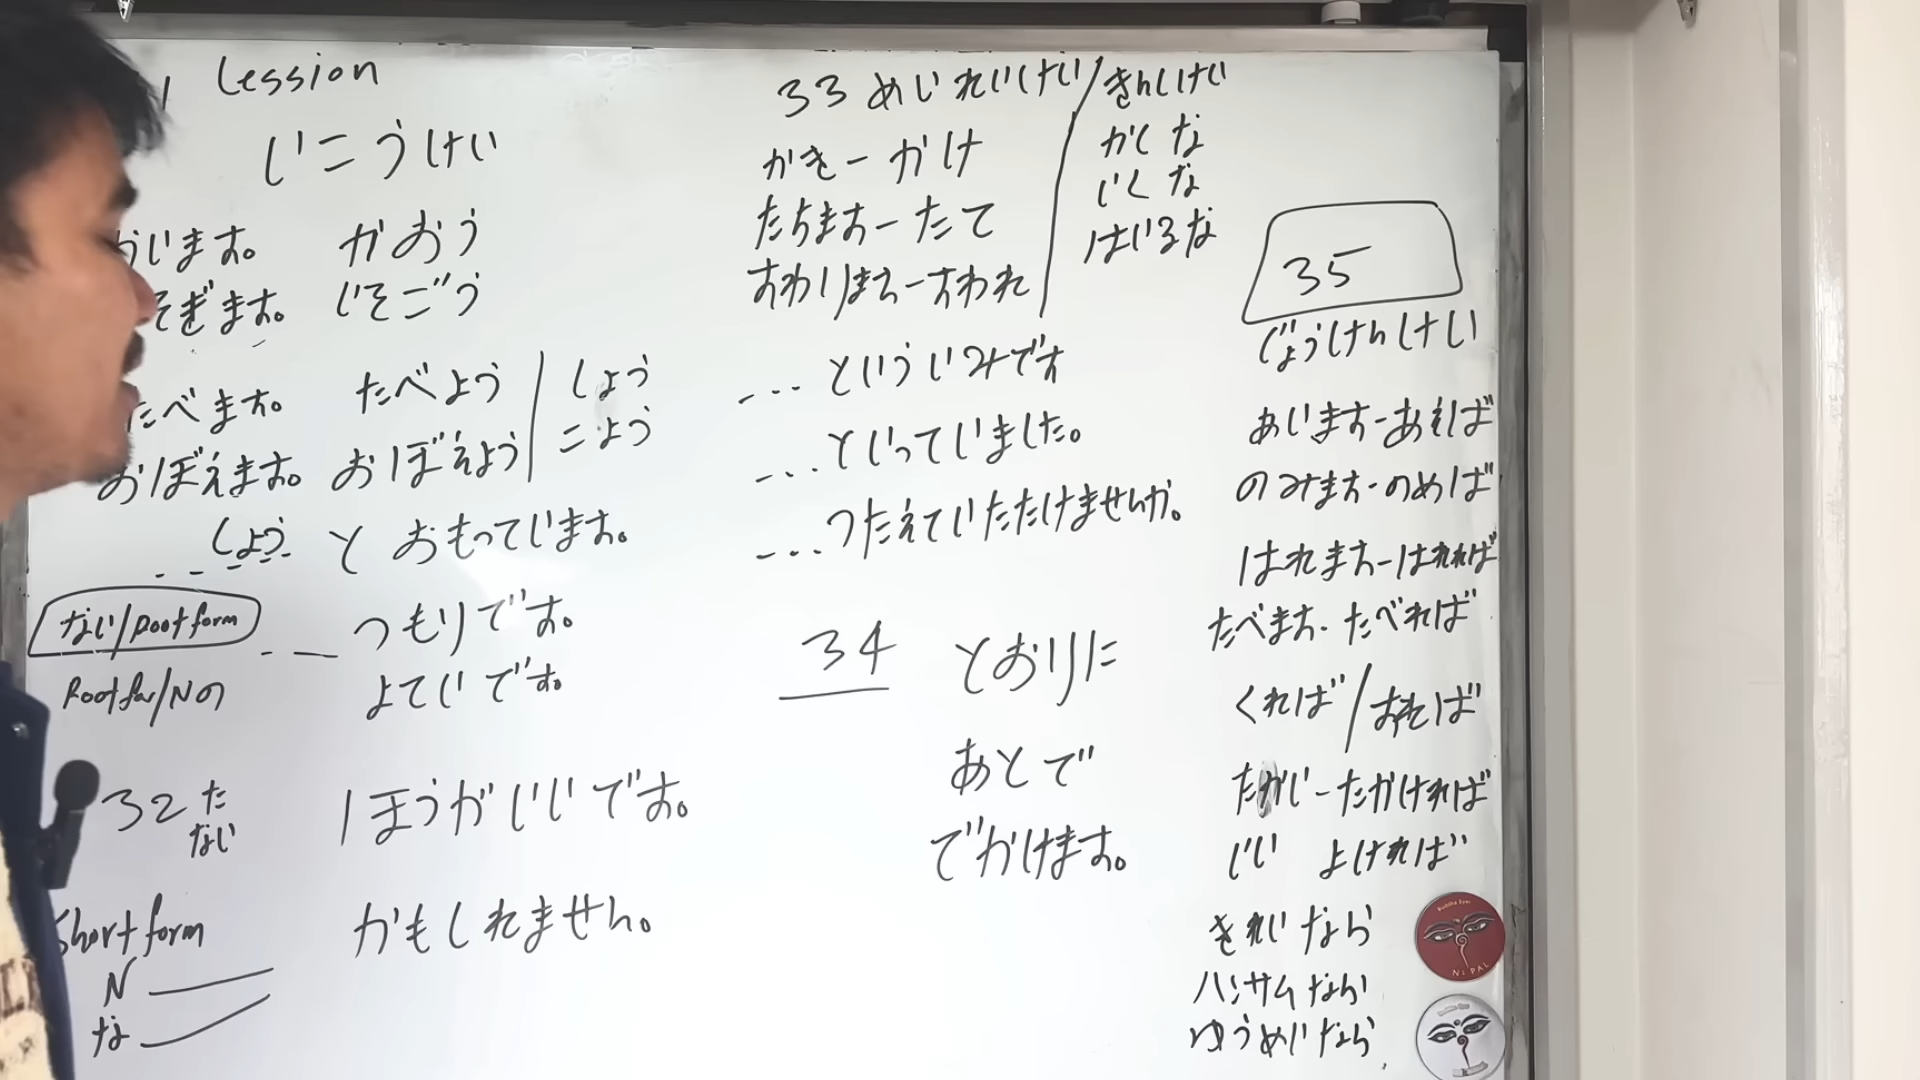 1 Lession
いこうけい
かいます。 かおう
そぎます。 いそごう
たべます。 たべよう / しょう
おぼえます。 おぼえよう / こよう
しよう とおもっています。
ない/Root form
つもりです。
Root for/Nの
よていです。
32 た
ない
ほうがいいです。
Short form かもしれません。
N
な
33 めいれいけい/きんしけい
かき-かけ
かくな
たちます-たて
いくな
すわります-すわれ
はいるな
...といういみです
...といっていました。
...つたえていただけませんか。
34 とおりに
あとで
でかけます。
35
じょうけんけい
あいます-あえば
のみます-のめば
はれます-はれれば
たべます-たべれば
くれば/すれば
たかい-たかければ
いい よければ
きれいなら
ハンサムなら
ゆうめいなら
Buddha Eyes
NEPAL